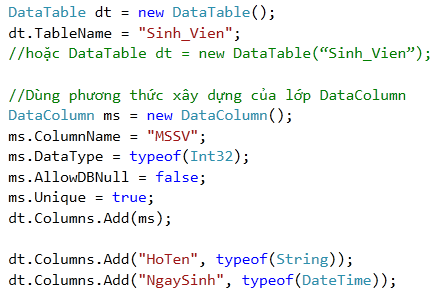 DataTable dt = new DataTable();
dt.TableName = "Sinh_Vien";
//hoặc DataTable dt = new DataTable(“Sinh_Vien”);
//Dùng phương thức xây dựng của lớp DataColumn
DataColumn ms = new DataColumn();
ms.ColumnName = "MSSV";
ms.DataType = typeof(Int32);
ms.AllowDBNull = false;
ms.Unique = true;
dt.Columns.Add(ms);
dt.Columns.Add("HoTen", typeof(String));
dt.Columns.Add("NgaySinh", typeof(DateTime));